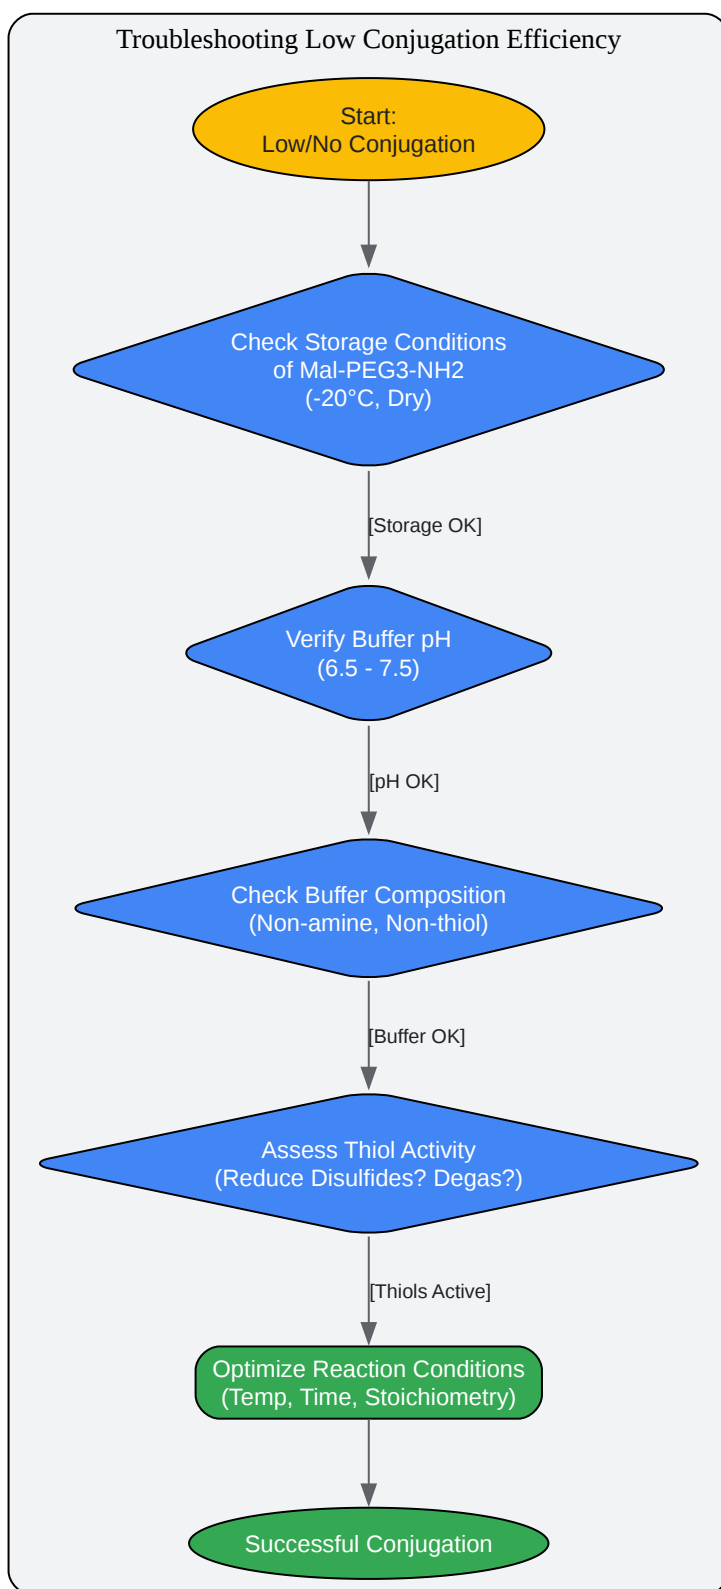 Troubleshooting Low Conjugation Efficiency
Start:
Low/No Conjugation
Check Storage Conditions
of Mal-PEG3-NH2
(-20°C, Dry)
[Storage OK]
Verify Buffer pH
(6.5 - 7.5)
[pH OK]
Check Buffer Composition
(Non-amine, Non-thiol)
[Buffer OK]
Assess Thiol Activity
(Reduce Disulfides? Degas?)
[Thiols Active]
Optimize Reaction Conditions
(Temp, Time, Stoichiometry)
Successful Conjugation